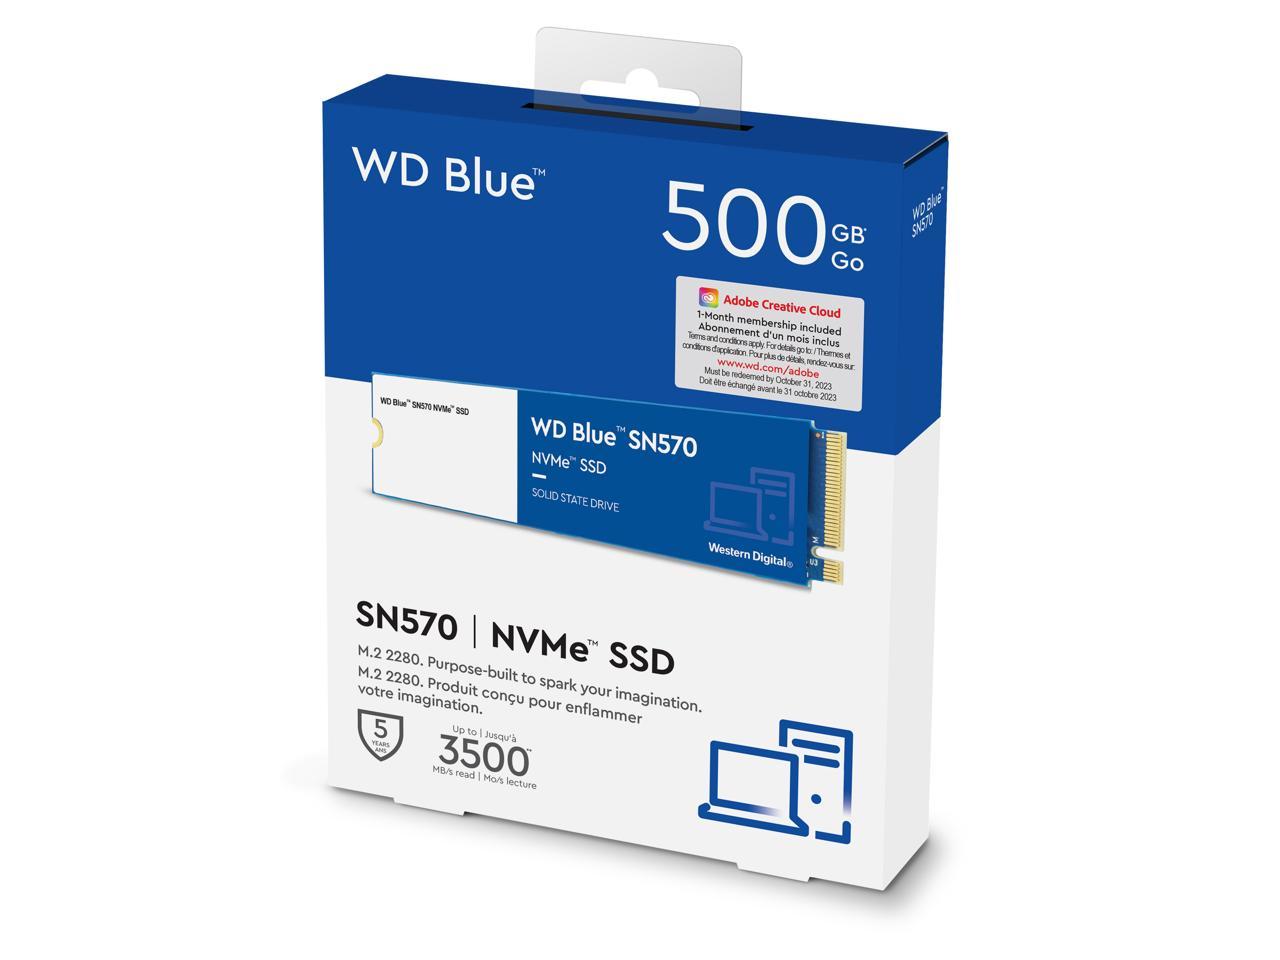 WD Blue™
500 GB*
Go
WD Blue™
SN570
Adobe Creative Cloud
1-Month membership included
Abonnement d'un mois inclus
Terms and conditions apply. For details go to: / Thermes et
conditions d'application. Pour plus de détails, rendez-vous sur:
www.wd.com/adobe
Must be redeemed by October 31, 2023
Doit être échangé avant le 31 octobre 2023
WD Blue™ SN570 NVMe™ SSD
WD Blue™ SN570
NVMe™ SSD
SOLID STATE DRIVE
Western Digital®
1
M
U3
SN570 | NVMe™ SSD
M.2 2280. Purpose-built to spark your imagination.
M.2 2280. Produit conçu pour enflammer
votre imagination.
5
YEARS
ANS
Up to | Jusqu'à
3500**
MB/s read | Mo/s lecture